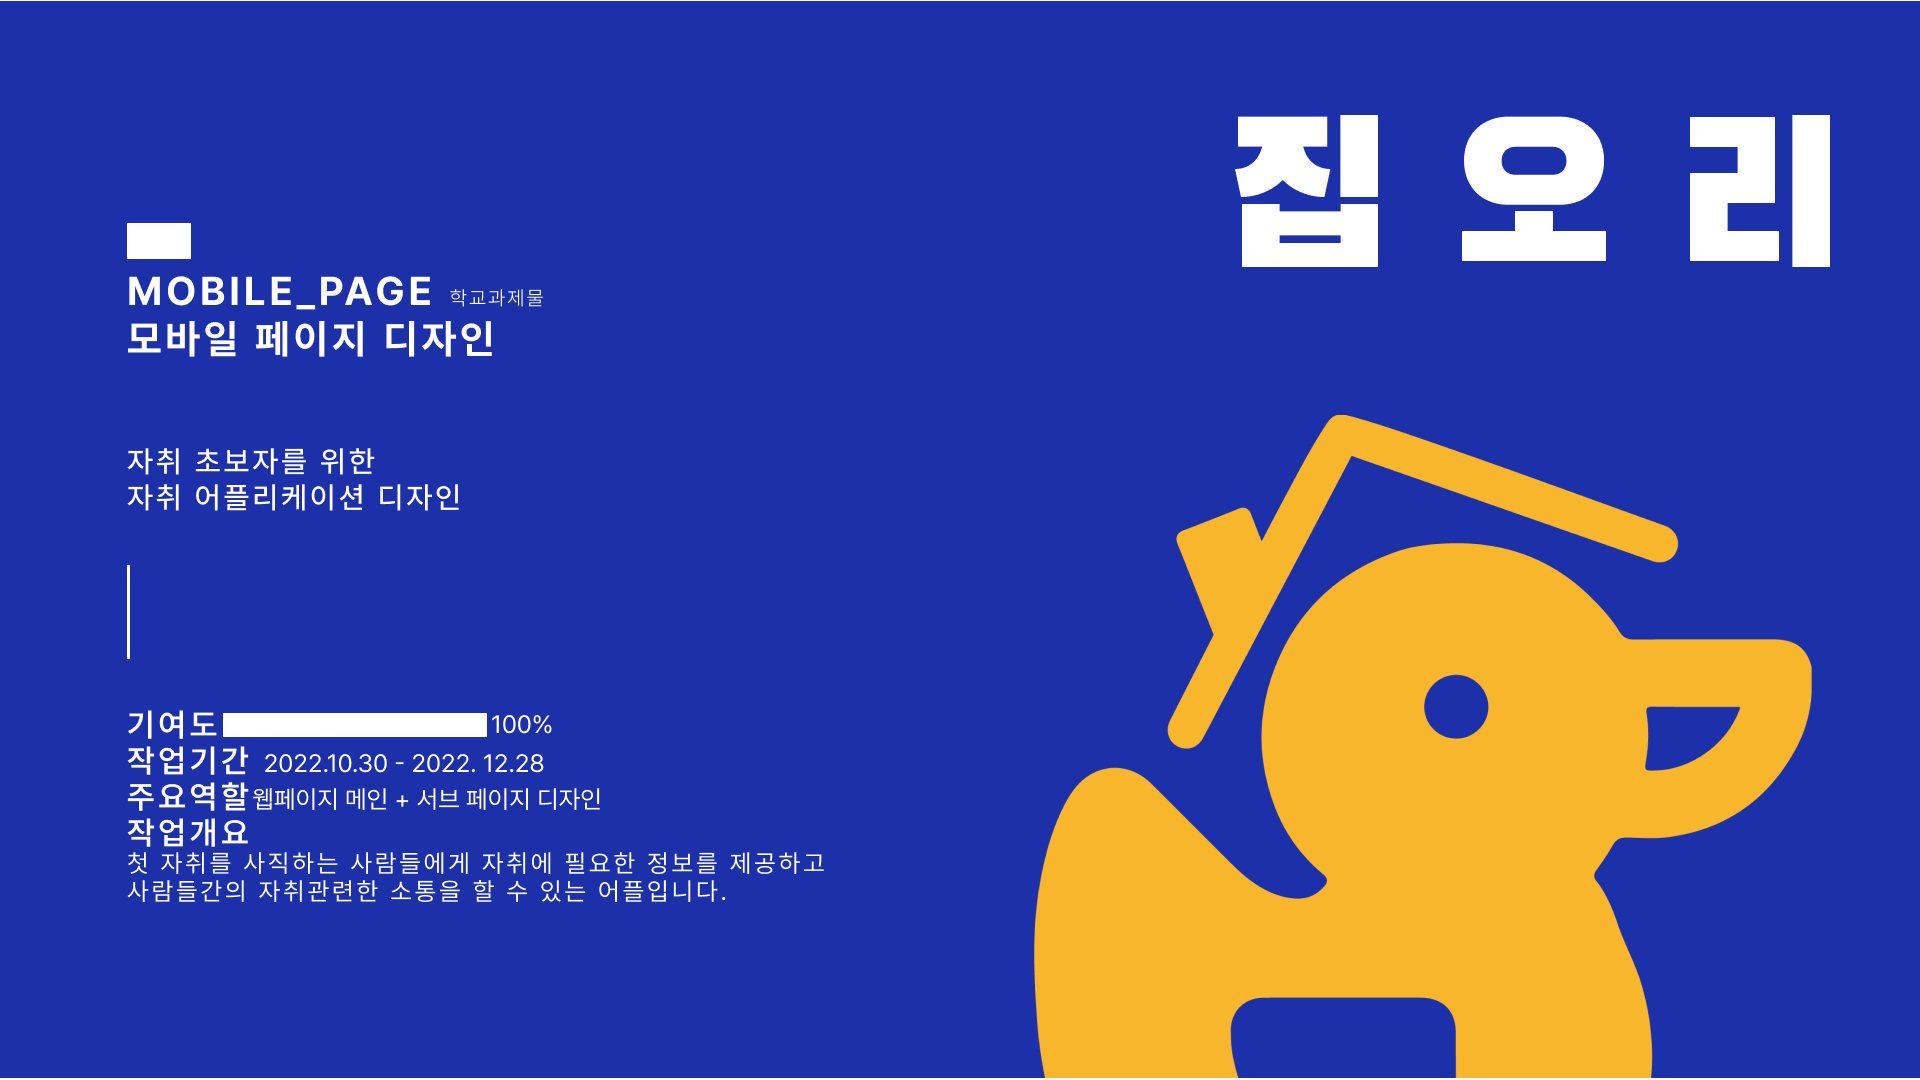 집오리
MOBILE_PAGE 학교과제물
모바일 페이지 디자인
자취 초보자를 위한
자취 어플리케이션 디자인
기여도 100%
작업기간 2022.10.30 - 2022. 12.28
주요역할 웹페이지 메인 + 서브 페이지 디자인
작업개요
첫 자취를 사직하는 사람들에게 자취에 필요한 정보를 제공하고
사람들간의 자취관련한 소통을 할 수 있는 어플입니다.